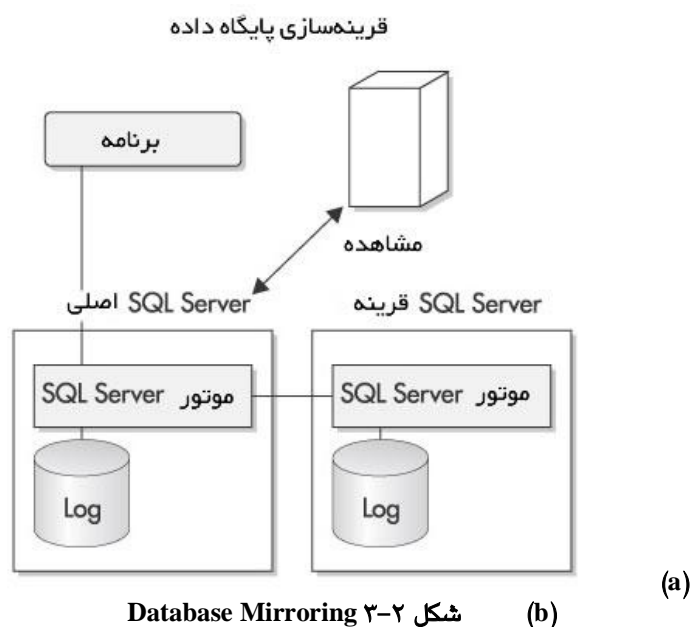 قرینه‌سازی پایگاه داده
برنامه
مشاهده
SQL Server اصلی
SQL Server قرینه
موتور SQL Server
موتور SQL Server
Log
Log
(a)
شکل ۲-۳ Database Mirroring (b)